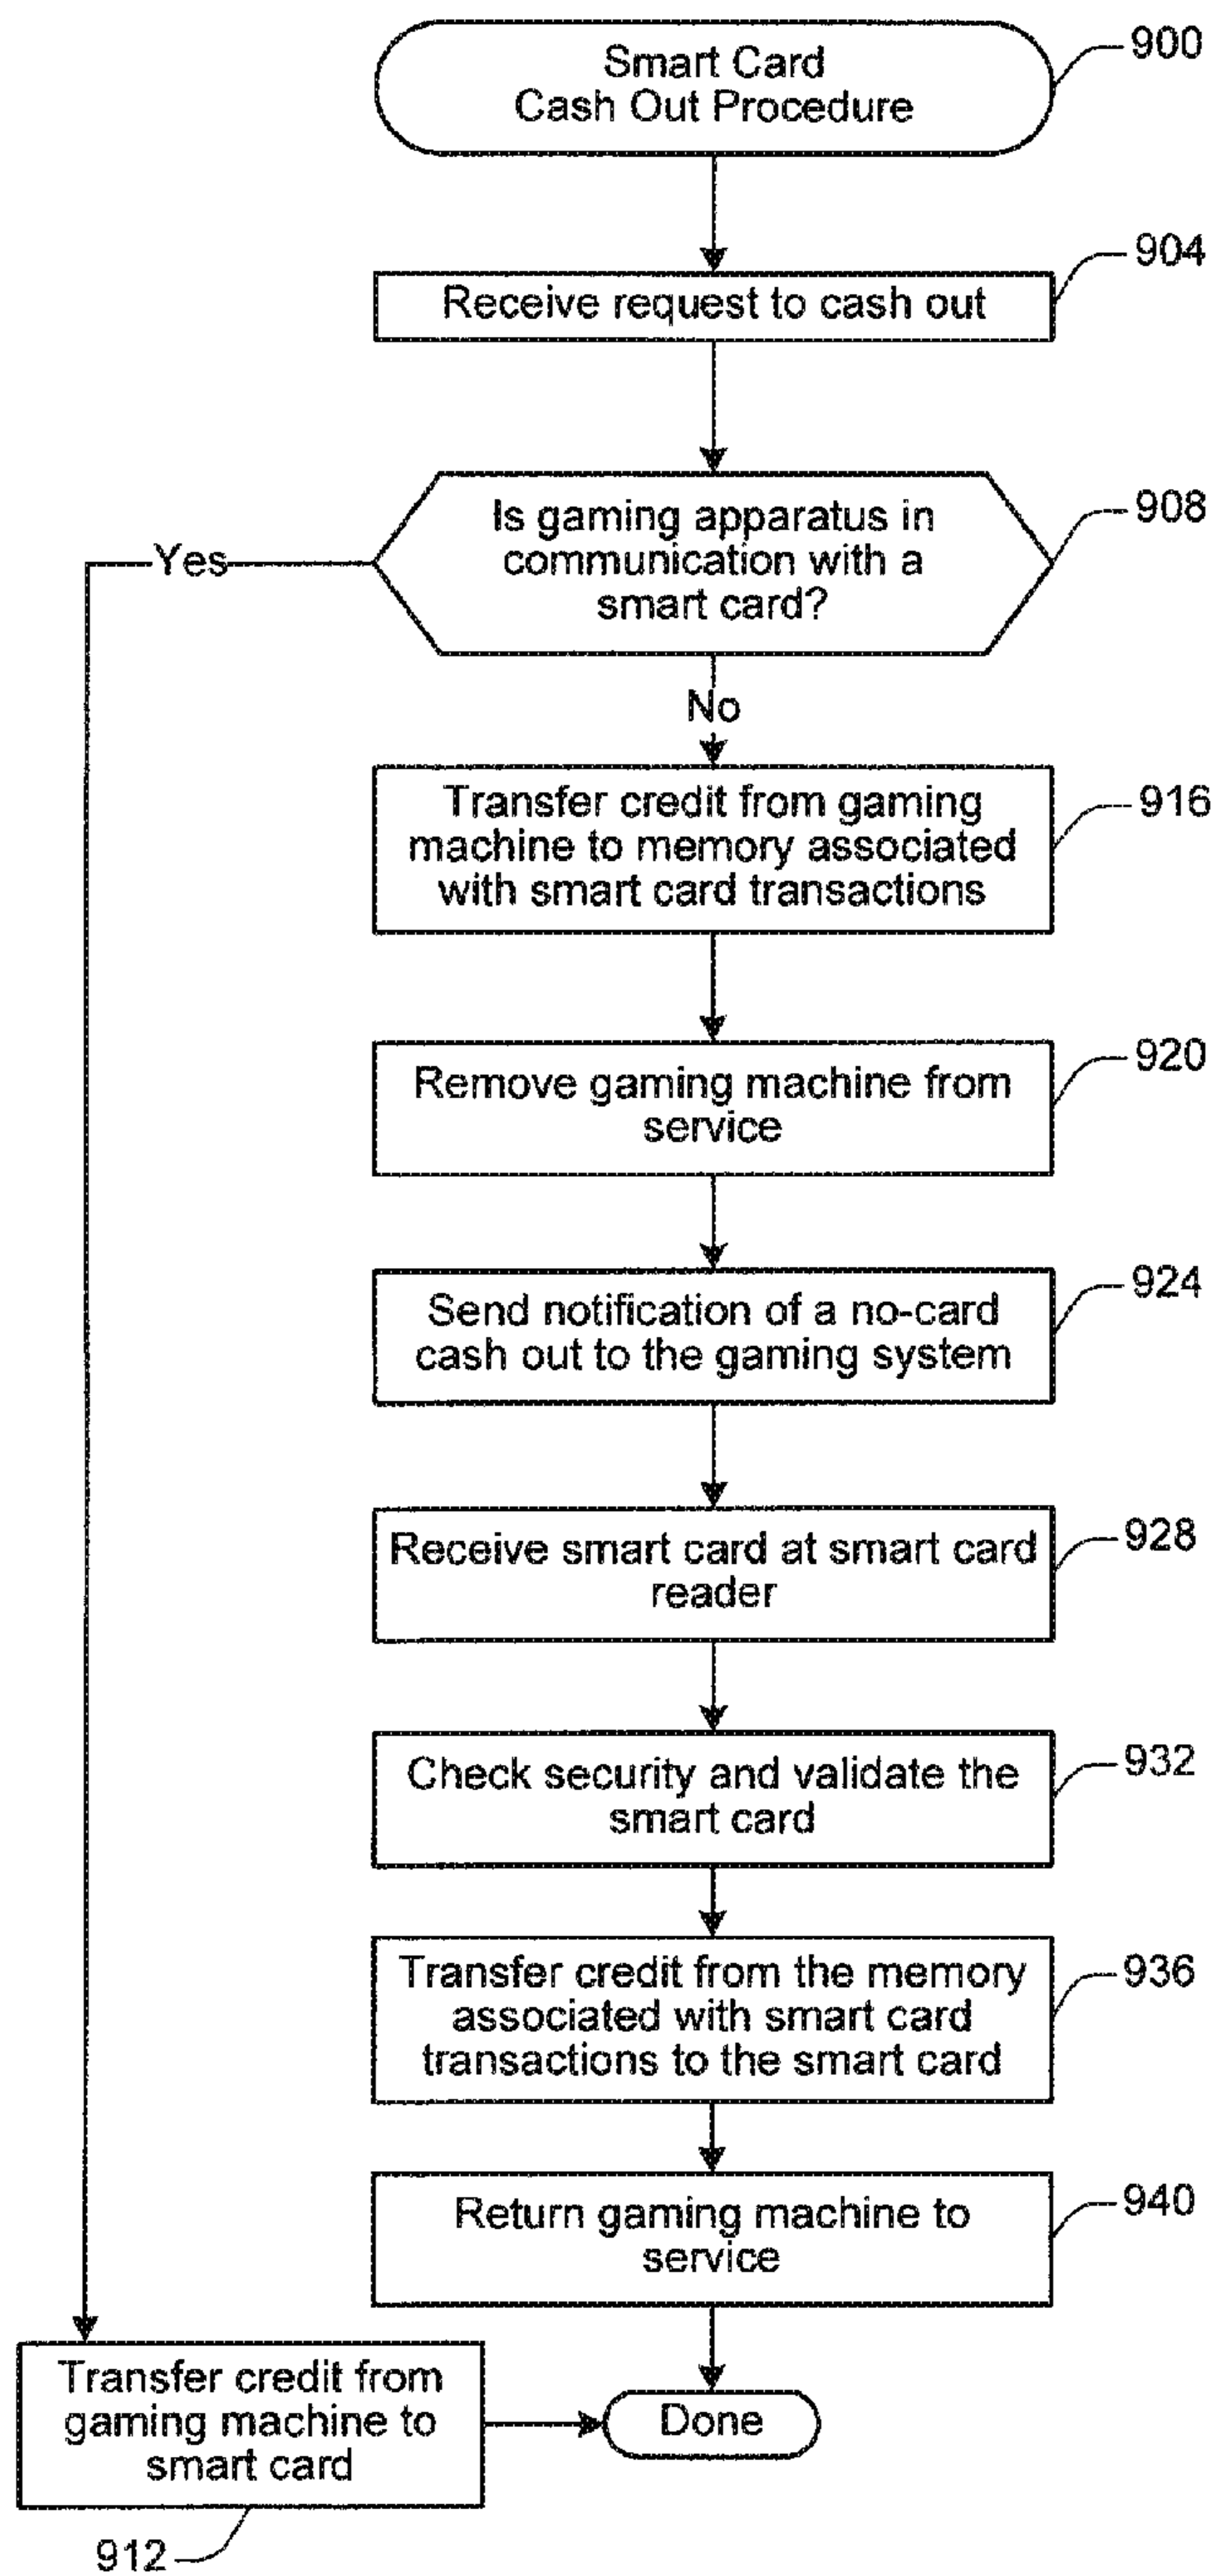 Smart Card
Cash Out Procedure
900
Receive request to cash out
904
Is gaming apparatus in
communication with a
smart card?
908
Yes
No
Transfer credit from gaming
machine to memory associated
with smart card transactions
916
Remove gaming machine from
service
920
Send notification of a no-card
cash out to the gaming system
924
Receive smart card at smart card
reader
928
Check security and validate the
smart card
932
Transfer credit from the memory
associated with smart card
transactions to the smart card
936
Return gaming machine to
service
940
Transfer credit from
gaming machine to
smart card
912
Done